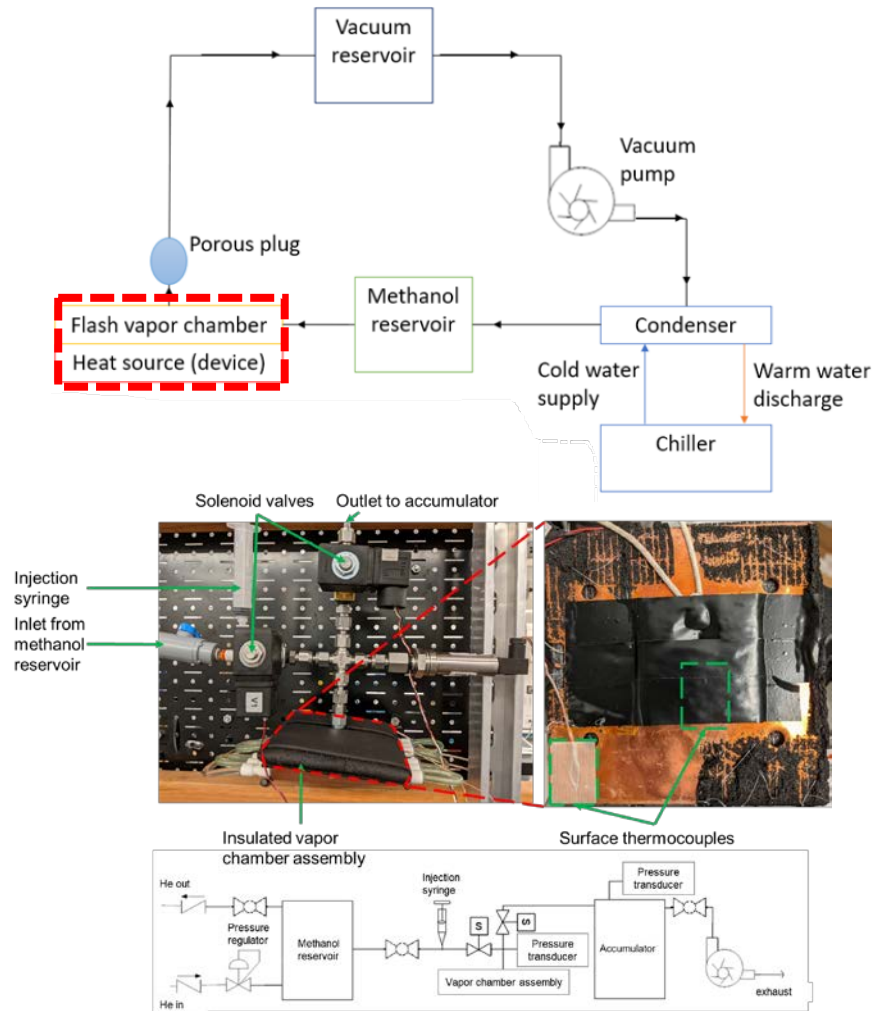 Vacuum
reservoir
Vacuum
pump
Porous plug
Flash vapor chamber
Heat source (device)
Methanol
reservoir
Condenser
Cold water
supply
Warm water
discharge
Chiller
Solenoid valves
Outlet to accumulator
Injection
syringe
Inlet from
methanol
reservoir
V1
Insulated vapor
chamber assembly
Surface thermocouples
He out
Pressure
regulator
He in
Methanol
reservoir
Injection
syringe
S
S
Pressure
transducer
Vapor chamber assembly
Accumulator
Pressure
transducer
exhaust